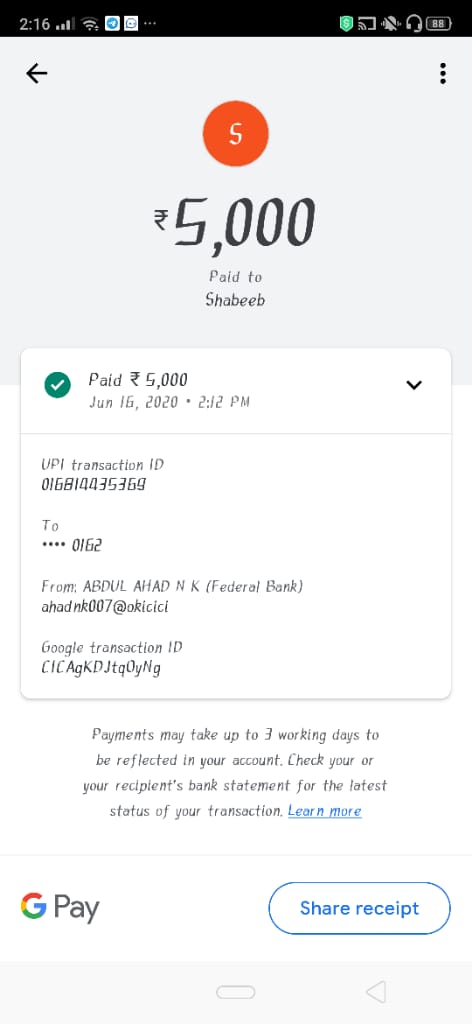 2:16
88
S
₹5,000
Paid to
Shabeeb
Paid ₹ 5,000
Jun 16, 2020 • 2:12 PM
UPI transaction ID
016814435369
To
•••• 0162
From: ABDUL AHAD N K (Federal Bank)
ahadnk007@okicici
Google transaction ID
CICAgKDJtqOyNg
Payments may take up to 3 working days to
be reflected in your account. Check your or
your recipient's bank statement for the latest
status of your transaction. Learn more
G Pay
Share receipt